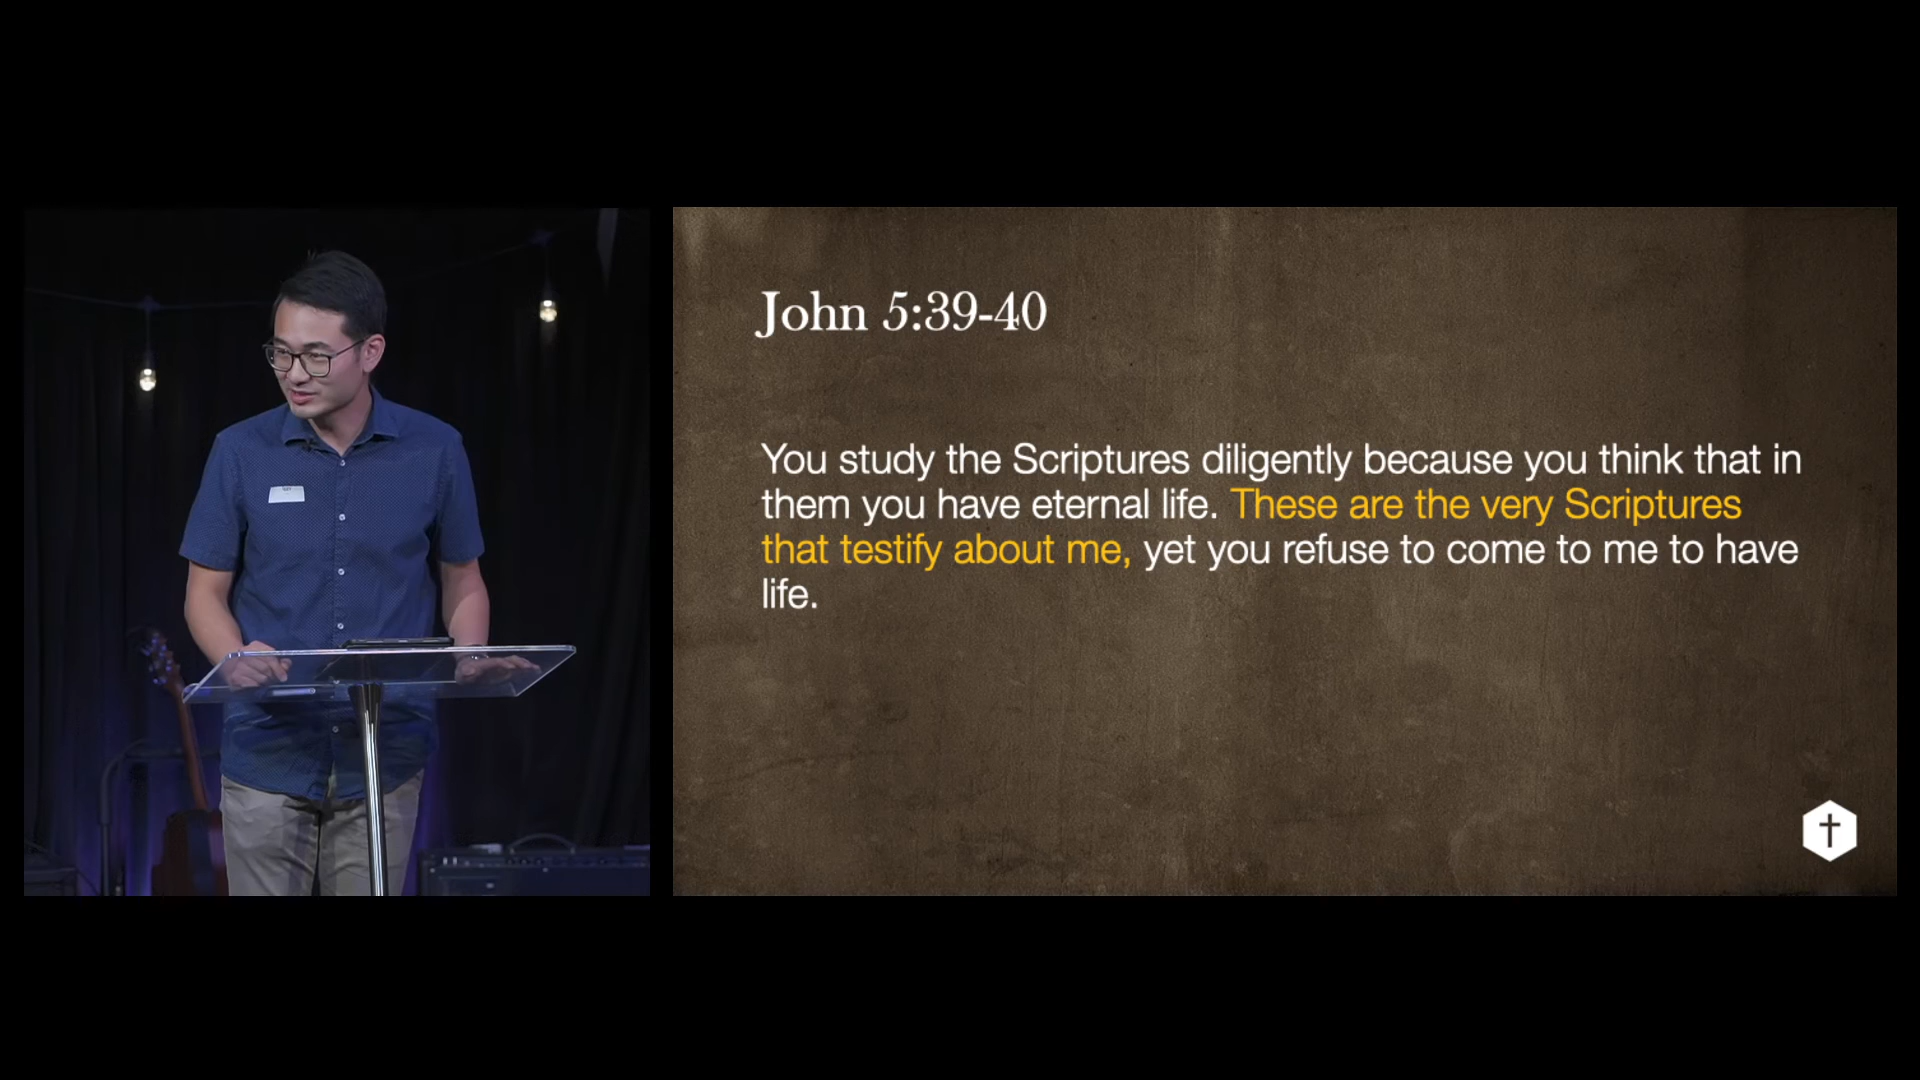 John 5:39-40
You study the Scriptures diligently because you think that in
them you have eternal life. These are the very Scriptures
that testify about me, yet you refuse to come to me to have
life.